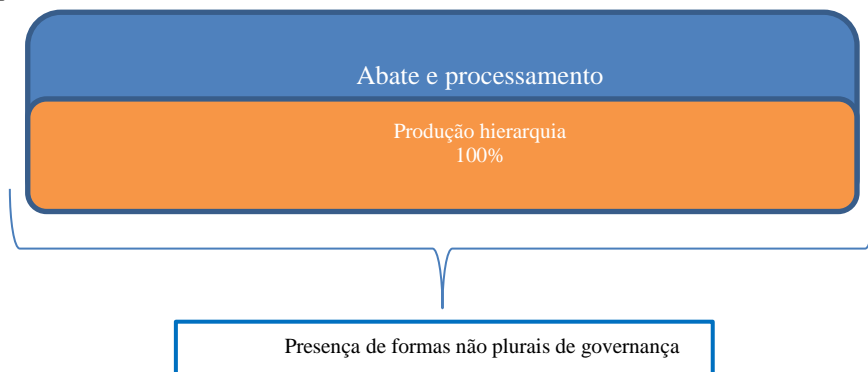 Abate e processamento
Produção hierarquia
100%
Presença de formas não plurais de governança